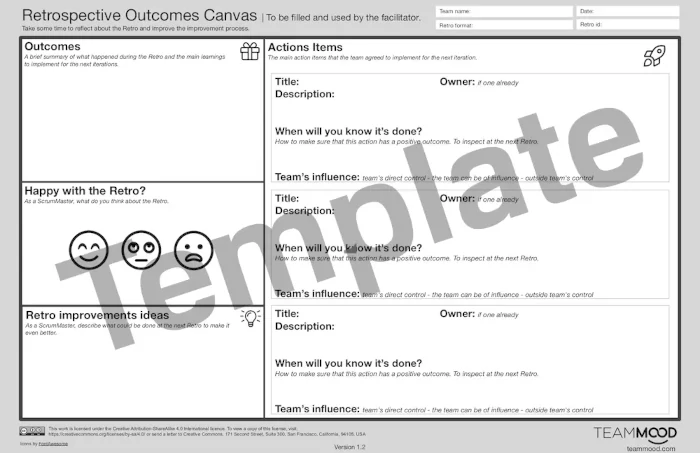 Retrospective Outcomes Canvas | To be filled and used by the facilitator.
Take some time to reflect about the Retro and improve the improvement process.
Team name:
Date:
Retro format:
Retro id:
Outcomes
A brief summary of what happened during the Retro and the main learnings
to implement for the next iterations.
Happy with the Retro?
As a ScrumMaster, what do you think about the Retro.
Retro improvements ideas
As a ScrumMaster, describe what could be done at the next Retro to make it
even better.
Actions Items
The main action items that the team agreed to implement for the next iteration.
Title:
Owner: if one already
Description:
When will you know it's done?
How to make sure that this action has a positive outcome. To inspect at the next Retro.
Team's influence: team's direct control - the team can be of influence - outside team's control
Title:
Owner: if one already
Description:
When will you know it's done?
How to make sure that this action has a positive outcome. To inspect at the next Retro.
Team's influence: team's direct control - the team can be of influence - outside team's control
Title:
Owner: if one already
Description:
When will you know it's done?
How to make sure that this action has a positive outcome. To inspect at the next Retro.
Team's influence: team's direct control - the team can be of influence - outside team's control
Template
This work is licensed under the Creative Attribution-ShareAlike 4.0 International licence. To view a copy of this license, visit
https://creativecommons.org/licenses/by-sa/4.0/ or send a letter to Creative Commons, 171 Second Street, Suite 300, San Francisco, California, 94105 USA
Icons by FontAwesome
Version 1.2
TEAMMOOD
teammood.com